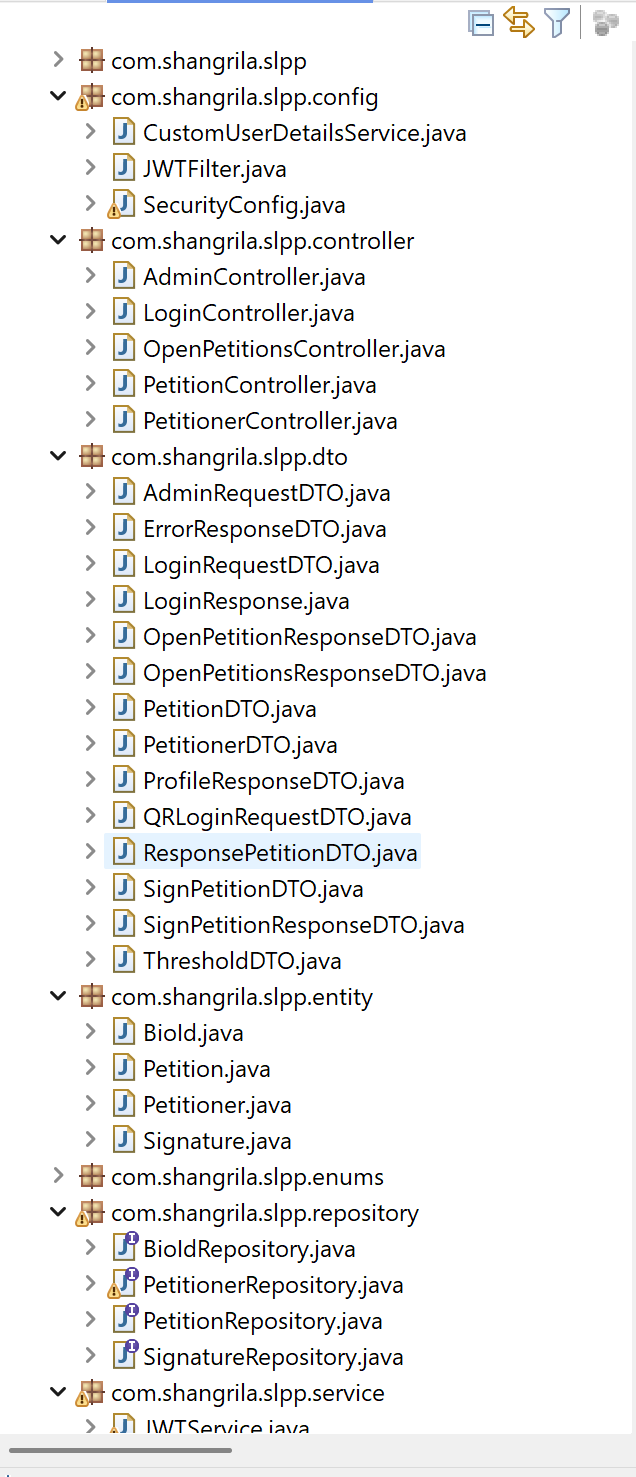 com.shangrila.slpp
com.shangrila.slpp.config
CustomUserDetailsService.java
JWTFilter.java
SecurityConfig.java
com.shangrila.slpp.controller
AdminController.java
LoginController.java
OpenPetitionsController.java
PetitionController.java
PetitionerController.java
com.shangrila.slpp.dto
AdminRequestDTO.java
ErrorResponseDTO.java
LoginRequestDTO.java
LoginResponse.java
OpenPetitionResponseDTO.java
OpenPetitionsResponseDTO.java
PetitionDTO.java
PetitionerDTO.java
ProfileResponseDTO.java
QRLoginRequestDTO.java
ResponsePetitionDTO.java
SignPetitionDTO.java
SignPetitionResponseDTO.java
ThresholdDTO.java
com.shangrila.slpp.entity
BioId.java
Petition.java
Petitioner.java
Signature.java
com.shangrila.slpp.enums
com.shangrila.slpp.repository
BioIdRepository.java
PetitionerRepository.java
PetitionRepository.java
SignatureRepository.java
com.shangrila.slpp.service
JWTService.java